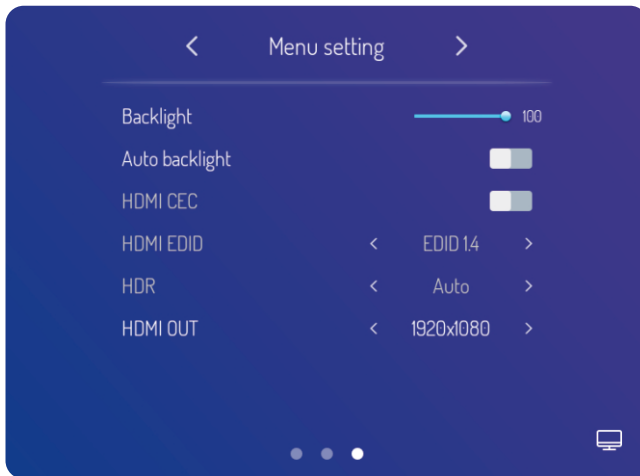 Menu setting
Backlight 100
Auto backlight
HDMI CEC
HDMI EDID < EDID 1.4 >
HDR < Auto >
HDMI OUT < 1920x1080 >